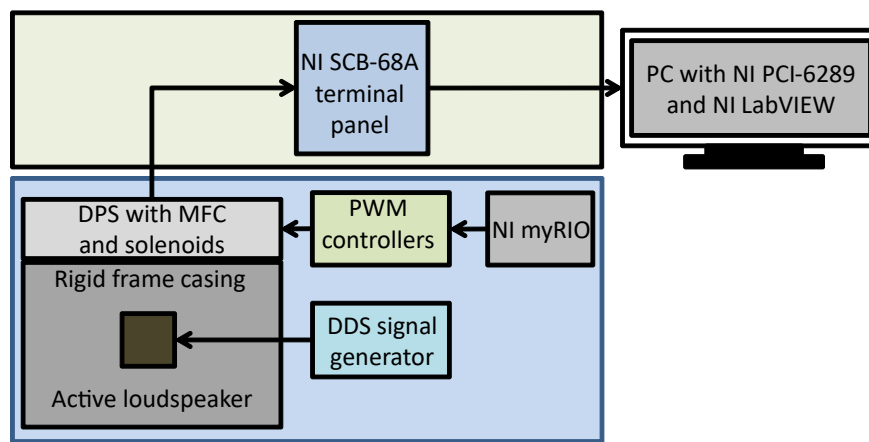 NI SCB-68A
terminal
panel
PC with NI PCI-6289
and NI LabVIEW
DPS with MFC
and solenoids
PWM
controllers
NI myRIO
Rigid frame casing
DDS signal
generator
Active loudspeaker